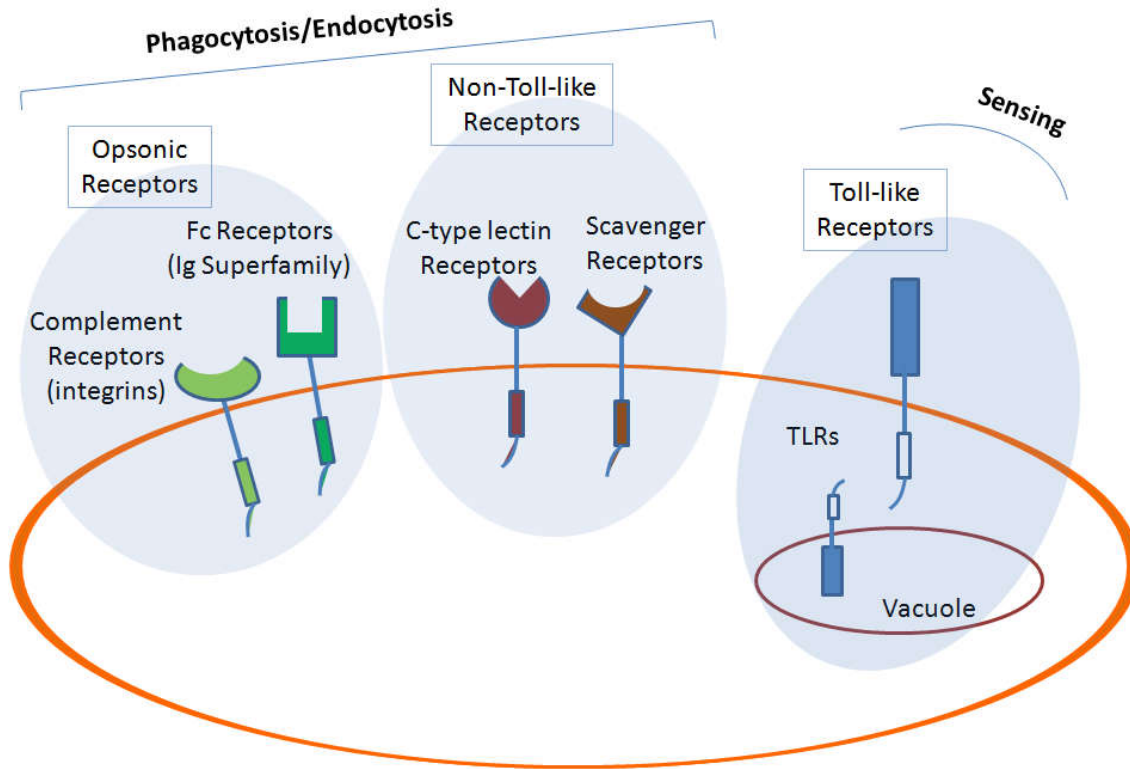 Phagocytosis/Endocytosis
Opsonic
Receptors
Fc Receptors
(Ig Superfamily)
Complement
Receptors
(integrins)
Non-Toll-like
Receptors
C-type lectin
Receptors
Scavenger
Receptors
Sensing
Toll-like
Receptors
TLRs
Vacuole